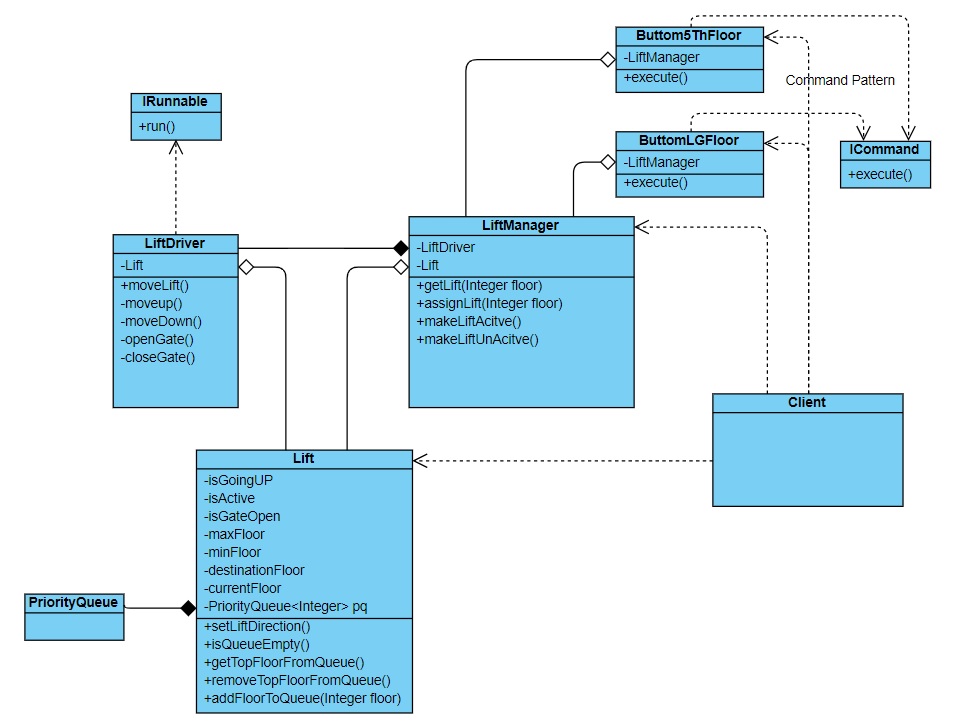 Buttom5ThFloor
-LiftManager
+execute()
Command Pattern
IRunnable
+run()
ButtomLGFloor
-LiftManager
+execute()
ICommand
+execute()
LiftManager
-LiftDriver
-Lift
+getLift(Integer floor)
+assignLift(Integer floor)
+makeLiftAcitve()
+makeLiftUnAcitve()
LiftDriver
-Lift
+moveLift()
-moveup()
-moveDown()
-openGate()
-closeGate()
Client
Lift
-isGoingUP
-isActive
-isGateOpen
-maxFloor
-minFloor
-destinationFloor
-currentFloor
-PriorityQueue<Integer> pq
+setLiftDirection()
+isQueueEmpty()
+getTopFloorFromQueue()
+removeTopFloorFromQueue()
+addFloorToQueue(Integer floor)
PriorityQueue